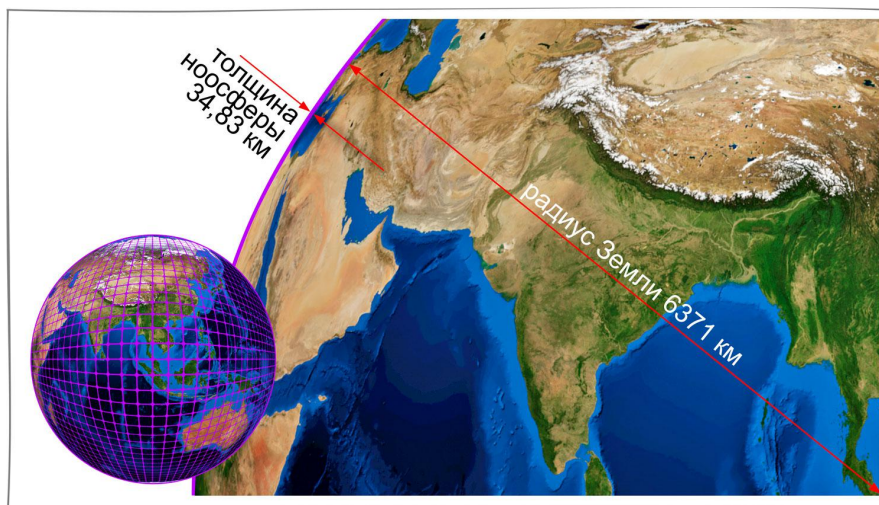 толщина
ноосферы
34,83 км
радиус Земли 6371 км